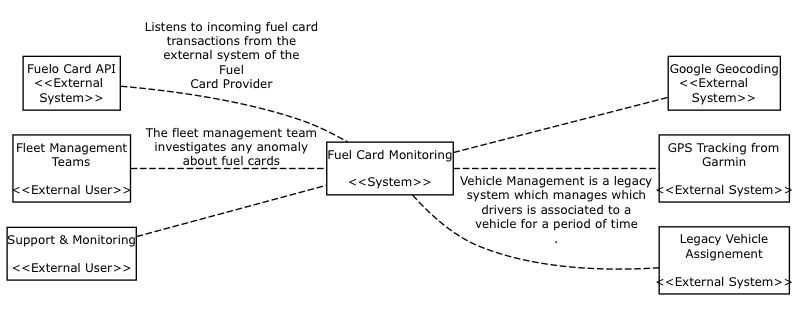 Listens to incoming fuel card
transactions from the
external system of the
Fuel
Card Provider
Fuelo Card API
<<External
System>>
Google Geocoding
<<External
System>>
The fleet management team
investigates any anomaly
about fuel cards
Fleet Management
Teams
<<External User>>
Fuel Card Monitoring
<<System>>
GPS Tracking from
Garmin
<<External System>>
Vehicle Management is a legacy
system which manages which
drivers is associated to a
vehicle for a period of time
.
Support & Monitoring
<<External User>>
Legacy Vehicle
Assignement
<<External System>>